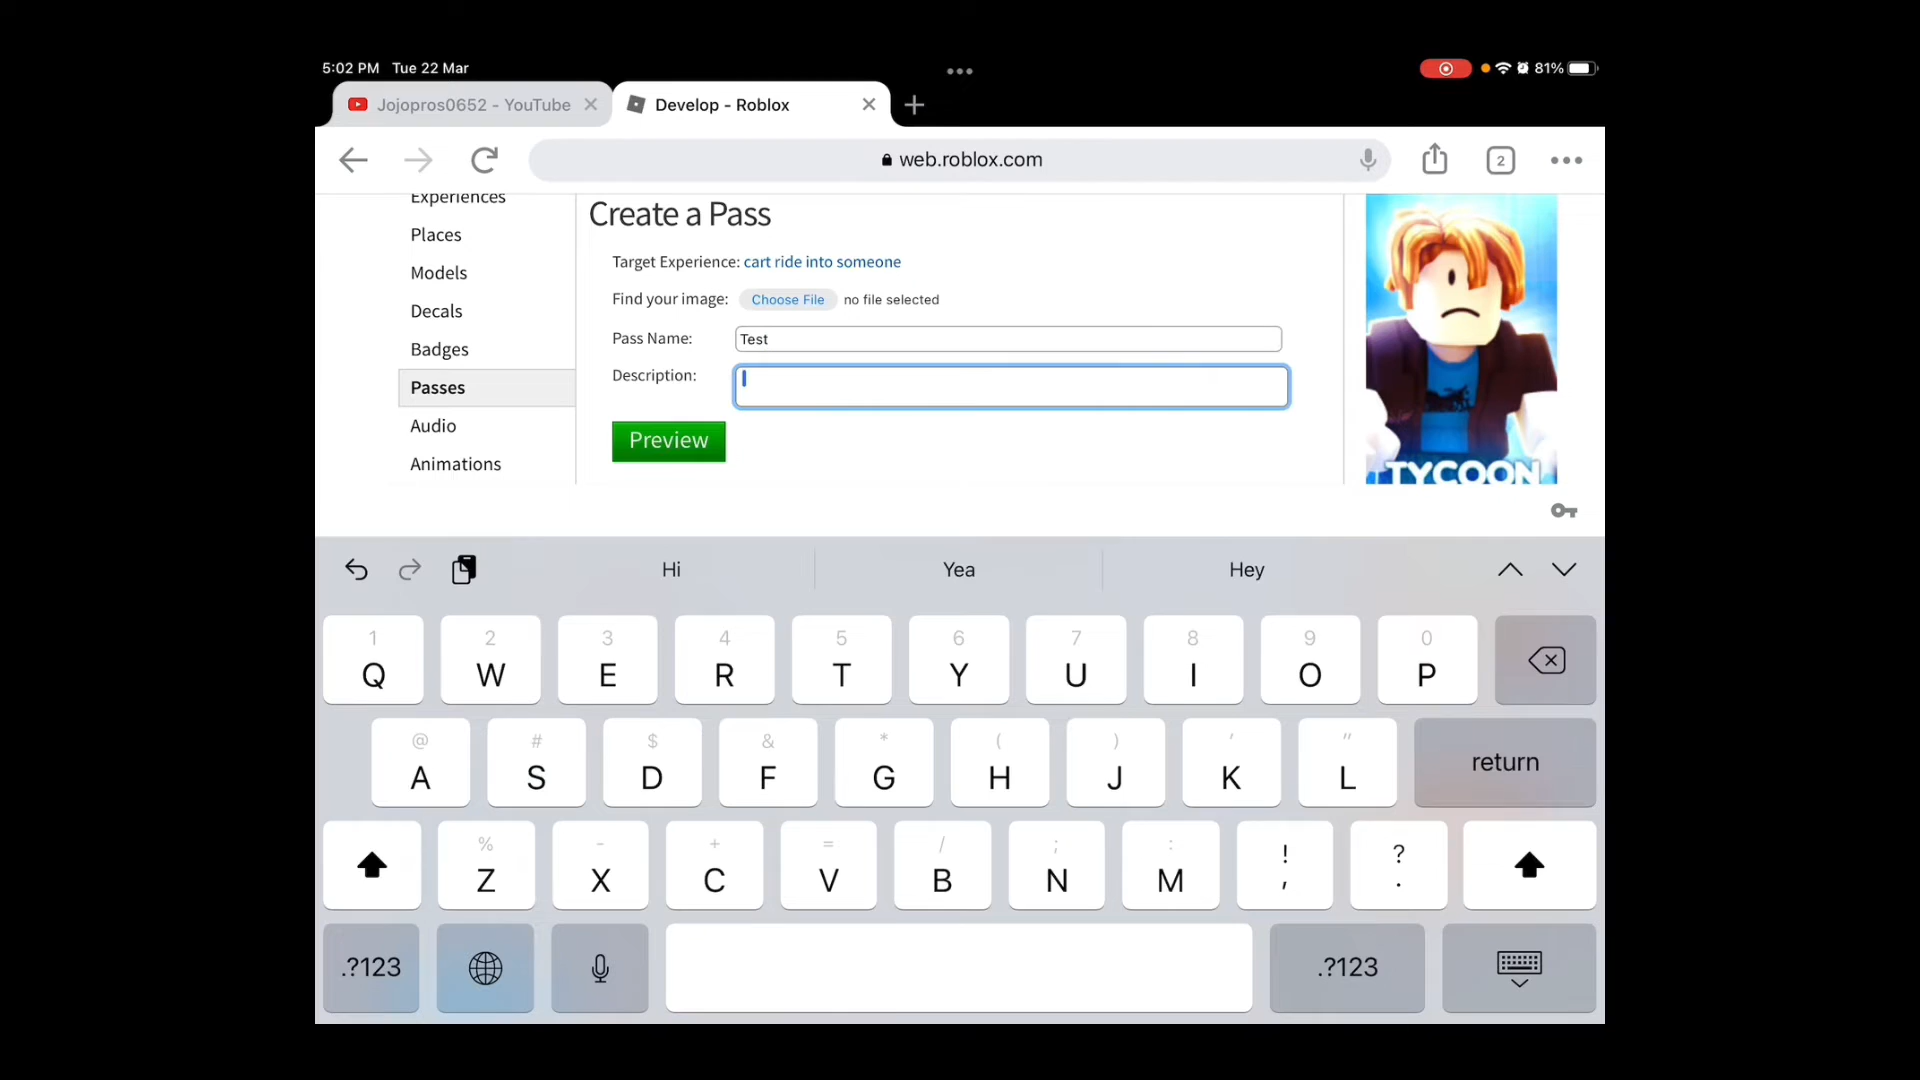 5:02 PM Tue 22 Mar
81%
Jojopros0652 - YouTube
Develop - Roblox
web.roblox.com
2
Experiences
Places
Models
Decals
Badges
Passes
Audio
Animations
Create a Pass
Target Experience: cart ride into someone
Find your image: Choose File no file selected
Pass Name: Test
Description:
Preview
TYCOON
Hi Yea Hey
1 2 3 4 5 6 7 8 9 0
Q W E R T Y U I O P
@ # $ & * ( ) ' "
A S D F G H J K L return
% - + = / ; : ! ?
Z X C V B N M , .
.?123 .?123